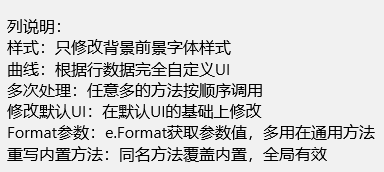 列说明：
样式：只修改背景前景字体样式
曲线：根据行数据完全自定义UI
多次处理：任意多的方法按顺序调用
修改默认UI：在默认UI的基础上修改
Format参数：e.Format获取参数值，多用在通用方法
重写内置方法：同名方法覆盖内置，全局有效